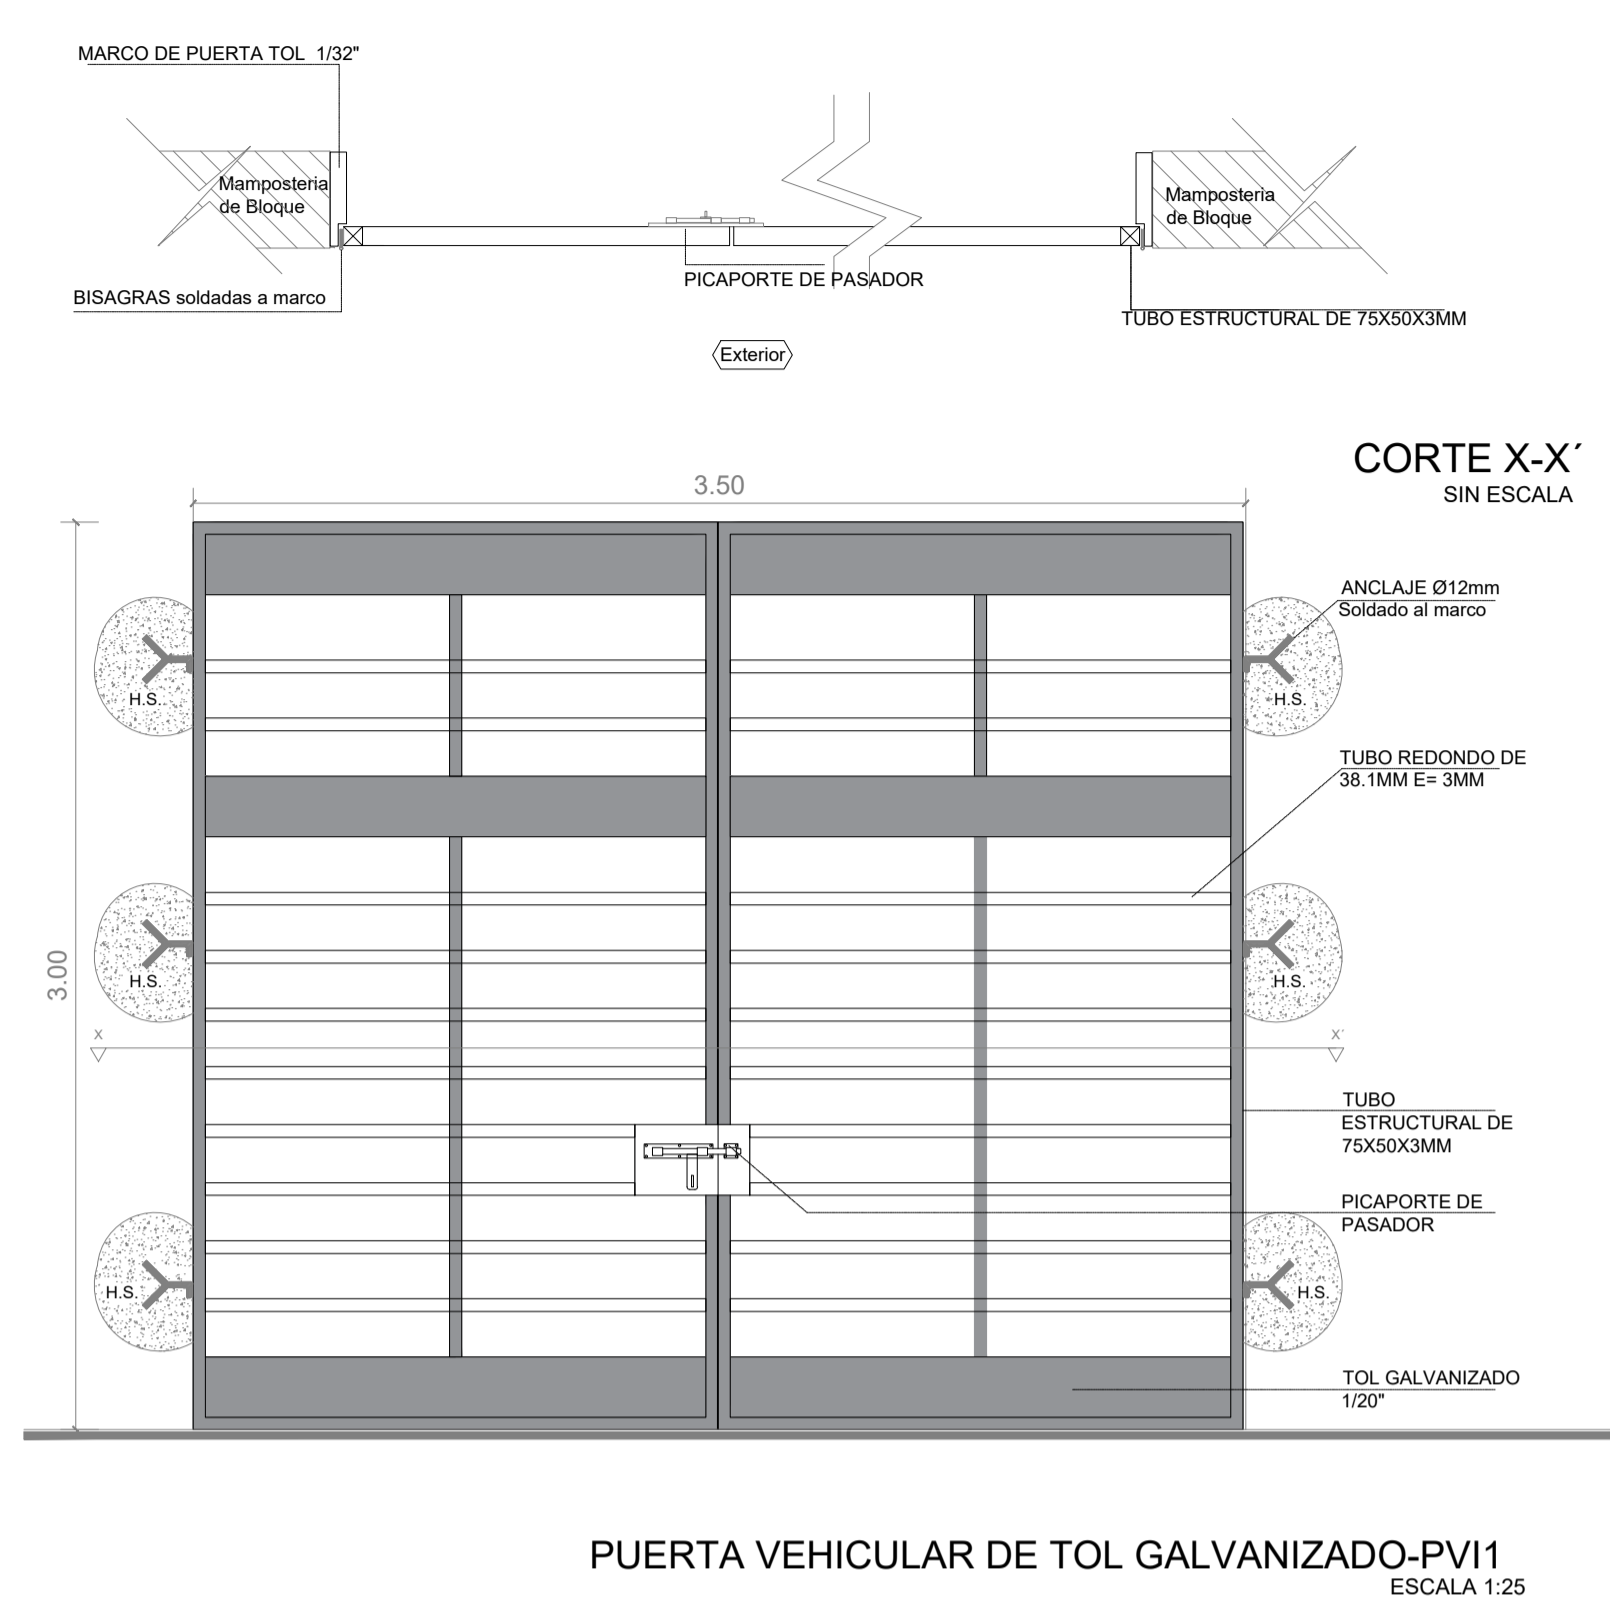 MARCO DE PUERTA TOL 1/32"
Mamposteria
de Bloque
Mamposteria
de Bloque
BISAGRAS soldadas a marco
PICAPORTE DE PASADOR
TUBO ESTRUCTURAL DE 75X50X3MM
Exterior
CORTE X-X´
SIN ESCALA
3.50
ANCLAJE Ø12mm
Soldado al marco
H.S.
H.S.
TUBO REDONDO DE
38.1MM E= 3MM
3.00
H.S.
H.S.
X
X´
TUBO
ESTRUCTURAL DE
75X50X3MM
PICAPORTE DE
PASADOR
H.S.
H.S.
TOL GALVANIZADO
1/20"
PUERTA VEHICULAR DE TOL GALVANIZADO-PVI1
ESCALA 1:25